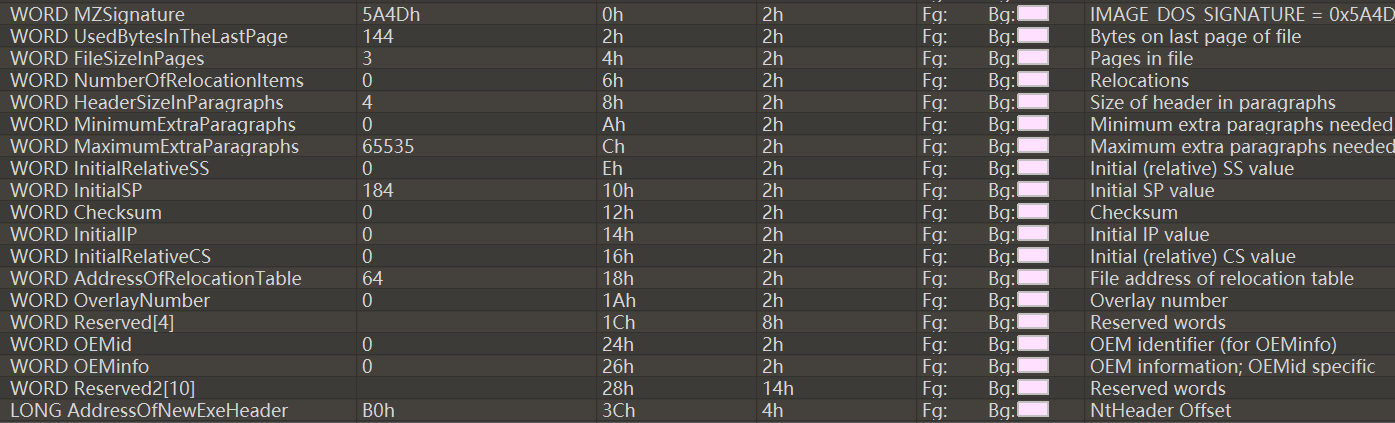 WORD MZSignature 5A4Dh 0h 2h Fg: Bg: IMAGE_DOS_SIGNATURE = 0x5A4D
WORD UsedBytesInTheLastPage 144 2h 2h Fg: Bg: Bytes on last page of file
WORD FileSizeInPages 3 4h 2h Fg: Bg: Pages in file
WORD NumberOfRelocationItems 0 6h 2h Fg: Bg: Relocations
WORD HeaderSizeInParagraphs 4 8h 2h Fg: Bg: Size of header in paragraphs
WORD MinimumExtraParagraphs 0 Ah 2h Fg: Bg: Minimum extra paragraphs needed
WORD MaximumExtraParagraphs 65535 Ch 2h Fg: Bg: Maximum extra paragraphs needed
WORD InitialRelativeSS 0 Eh 2h Fg: Bg: Initial (relative) SS value
WORD InitialSP 184 10h 2h Fg: Bg: Initial SP value
WORD Checksum 0 12h 2h Fg: Bg: Checksum
WORD InitialIP 0 14h 2h Fg: Bg: Initial IP value
WORD InitialRelativeCS 0 16h 2h Fg: Bg: Initial (relative) CS value
WORD AddressOfRelocationTable 64 18h 2h Fg: Bg: File address of relocation table
WORD OverlayNumber 0 1Ah 2h Fg: Bg: Overlay number
WORD Reserved[4] 1Ch 8h Fg: Bg: Reserved words
WORD OEMid 0 24h 2h Fg: Bg: OEM identifier (for OEMinfo)
WORD OEMinfo 0 26h 2h Fg: Bg: OEM information; OEMid specific
WORD Reserved2[10] 28h 14h Fg: Bg: Reserved words
LONG AddressOfNewExeHeader B0h 3Ch 4h Fg: Bg: NtHeader Offset